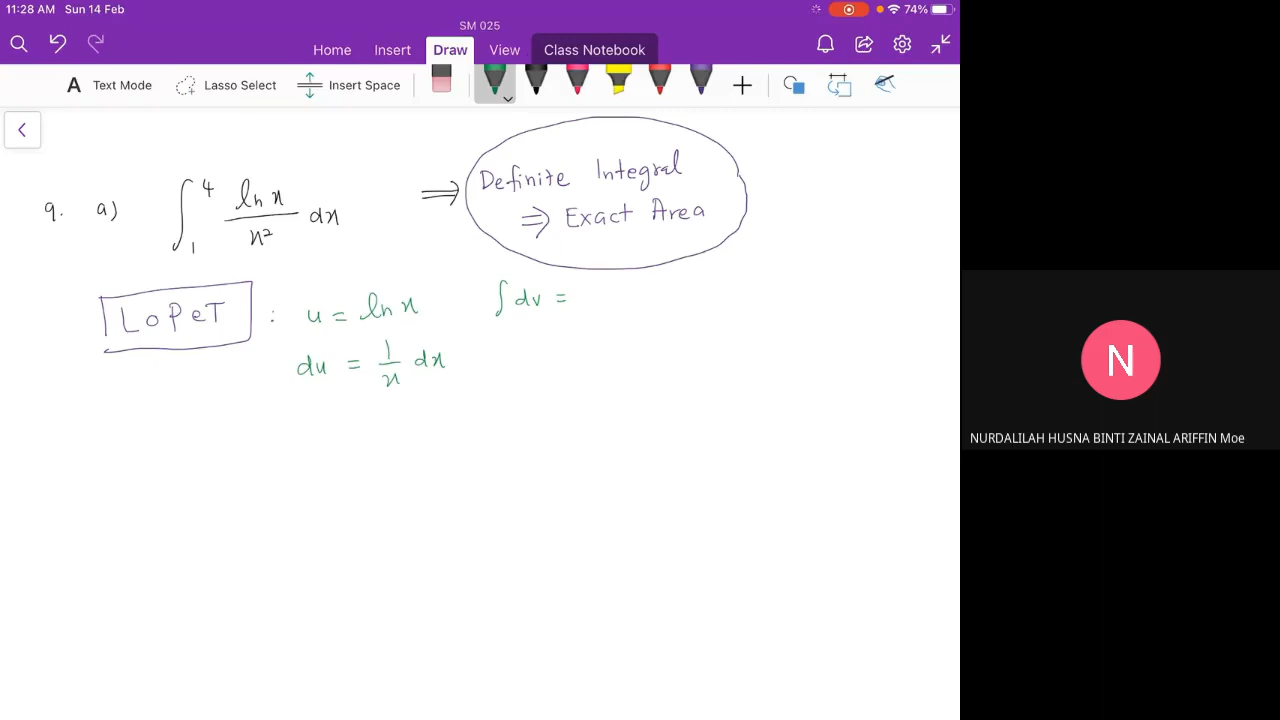 11:28 AM Sun 14 Feb
74%
SM 025
Home Insert Draw View Class Notebook
A Text Mode Lasso Select Insert Space
9. a) ∫₁⁴ ln x / x² dx ⟹ Definite Integral
⟹ Exact Area
LoPeT : u = ln x ∫ dv =
du = 1/x dx
N
NURDALILAH HUSNA BINTI ZAINAL ARIFFIN Moe